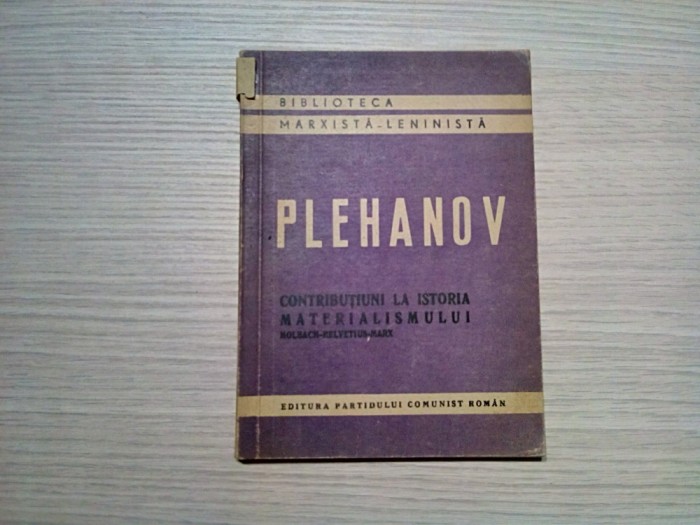 BIBLIOTECA
MARXISTĂ-LENINISTĂ
PLEHANOV
CONTRIBUȚIUNI LA ISTORIA
MATERIALISMULUI
HOLBACH-HELVETIUS-MARX
EDITURA PARTIDULUI COMUNIST ROMÂN